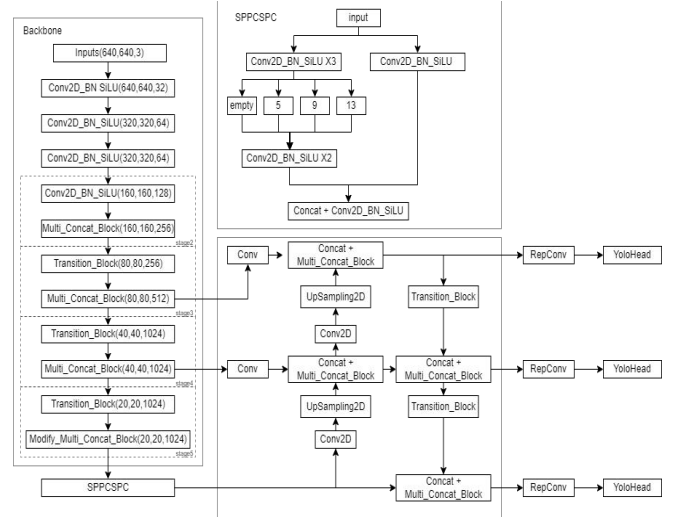 Backbone
Inputs(640,640,3)
Conv2D_BN SiLU(640,640,32)
Conv2D_BN_SiLU(320,320,64)
Conv2D_BN_SiLU(320,320,64)
Conv2D_BN_SiLU(160,160,128)
Multi_Concat_Block(160,160,256)
stage2
Transition_Block(80,80,256)
Multi_Concat_Block(80,80,512)
stage3
Transition_Block(40,40,1024)
Multi_Concat_Block(40,40,1024)
stage4
Transition_Block(20,20,1024)
Modify_Multi_Concat_Block(20,20,1024)
stage5
SPPCSPC
SPPCSPC
input
Conv2D_BN_SiLU X3
Conv2D_BN_SiLU
empty
5
9
13
Conv2D_BN_SiLU X2
Concat + Conv2D_BN_SiLU
Conv
Concat +
Multi_Concat_Block
RepConv
YoloHead
UpSampling2D
Transition_Block
Conv2D
Conv
Concat +
Multi_Concat_Block
Concat +
Multi_Concat_Block
RepConv
YoloHead
UpSampling2D
Transition_Block
Conv2D
Concat +
Multi_Concat_Block
RepConv
YoloHead